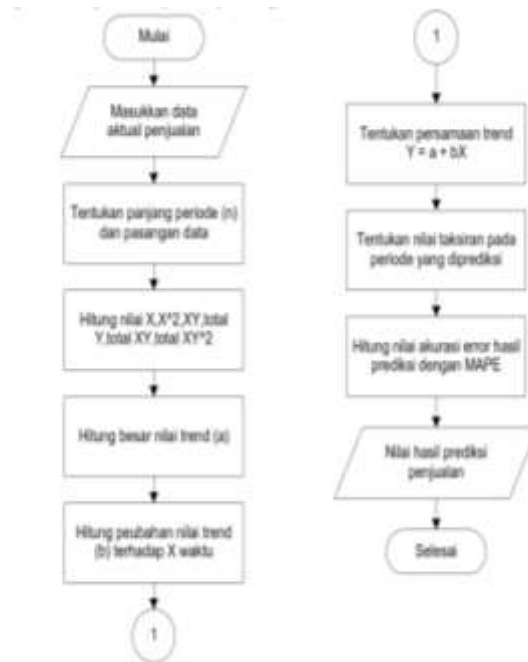 Mulai
Masukkan data
aktual penjualan
Tentukan panjang periode (n)
dan pasangan data
Hitung nilai X,X^2,XY,total
Y,total XY,total XY^2
Hitung besar nilai trend (a)
Hitung peubahan nilai trend
(b) terhadap X waktu
1
1
Tentukan persamaan trend
Y = a + bX
Tentukan nilai taksiran pada
periode yang diprediksi
Hitung nilai akurasi error hasil
prediksi dengan MAPE
Nilai hasil prediksi
penjualan
Selesai